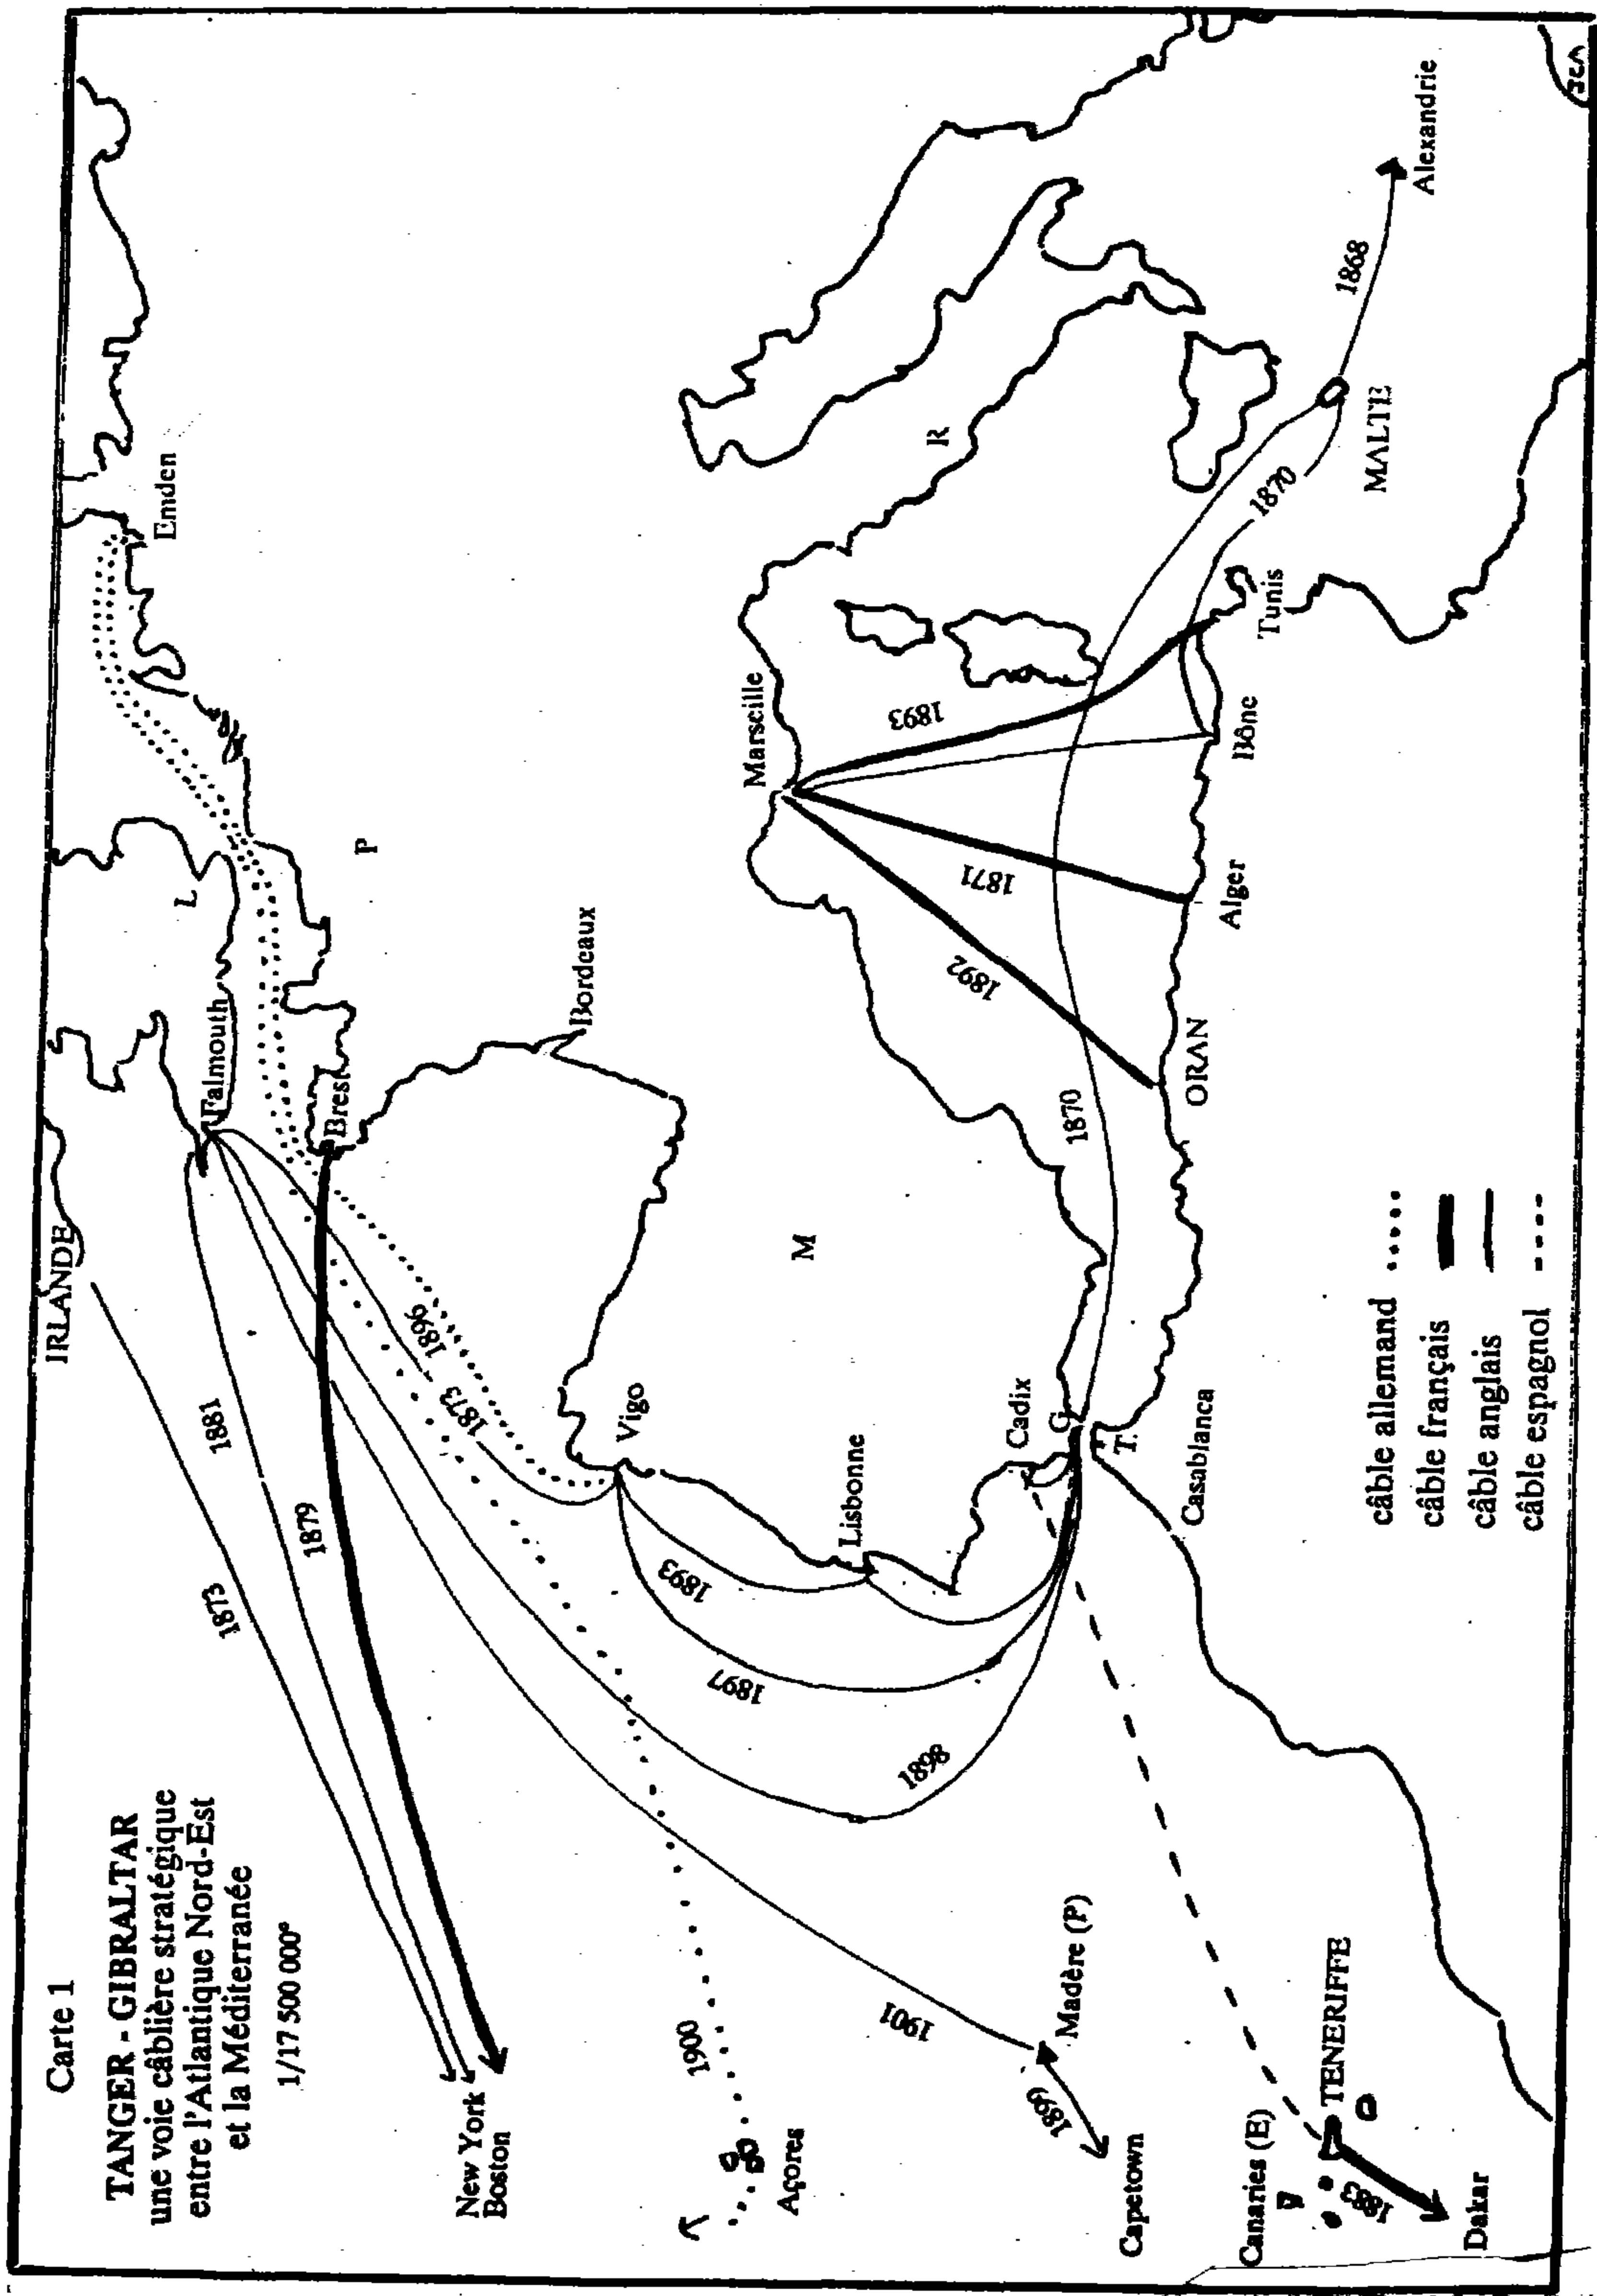 Carte 1
TANGER - GIBRALTAR
une voie câblière stratégique
entre l'Atlantique Nord-Est
et la Méditerranée
1/17 500 000°
IRLANDE
Falmouth
L
Emden
Brest
P
Bordeaux
1873
1881
1879
1896
1873
New York
Boston
Vigo
M
Marseille
R
1893
1871
1892
1900
Açores
1893
1897
1898
Lisbonne
Cadix
G
T.
1870
1870
1868
ORAN
Alger
Bône
Tunis
MALTE
Alexandrie
1901
Madère (P)
1899
Capetown
Casablanca
Canaries (E)
TENERIFFE
1883
Dakar
câble allemand
câble français
câble anglais
câble espagnol
JCA